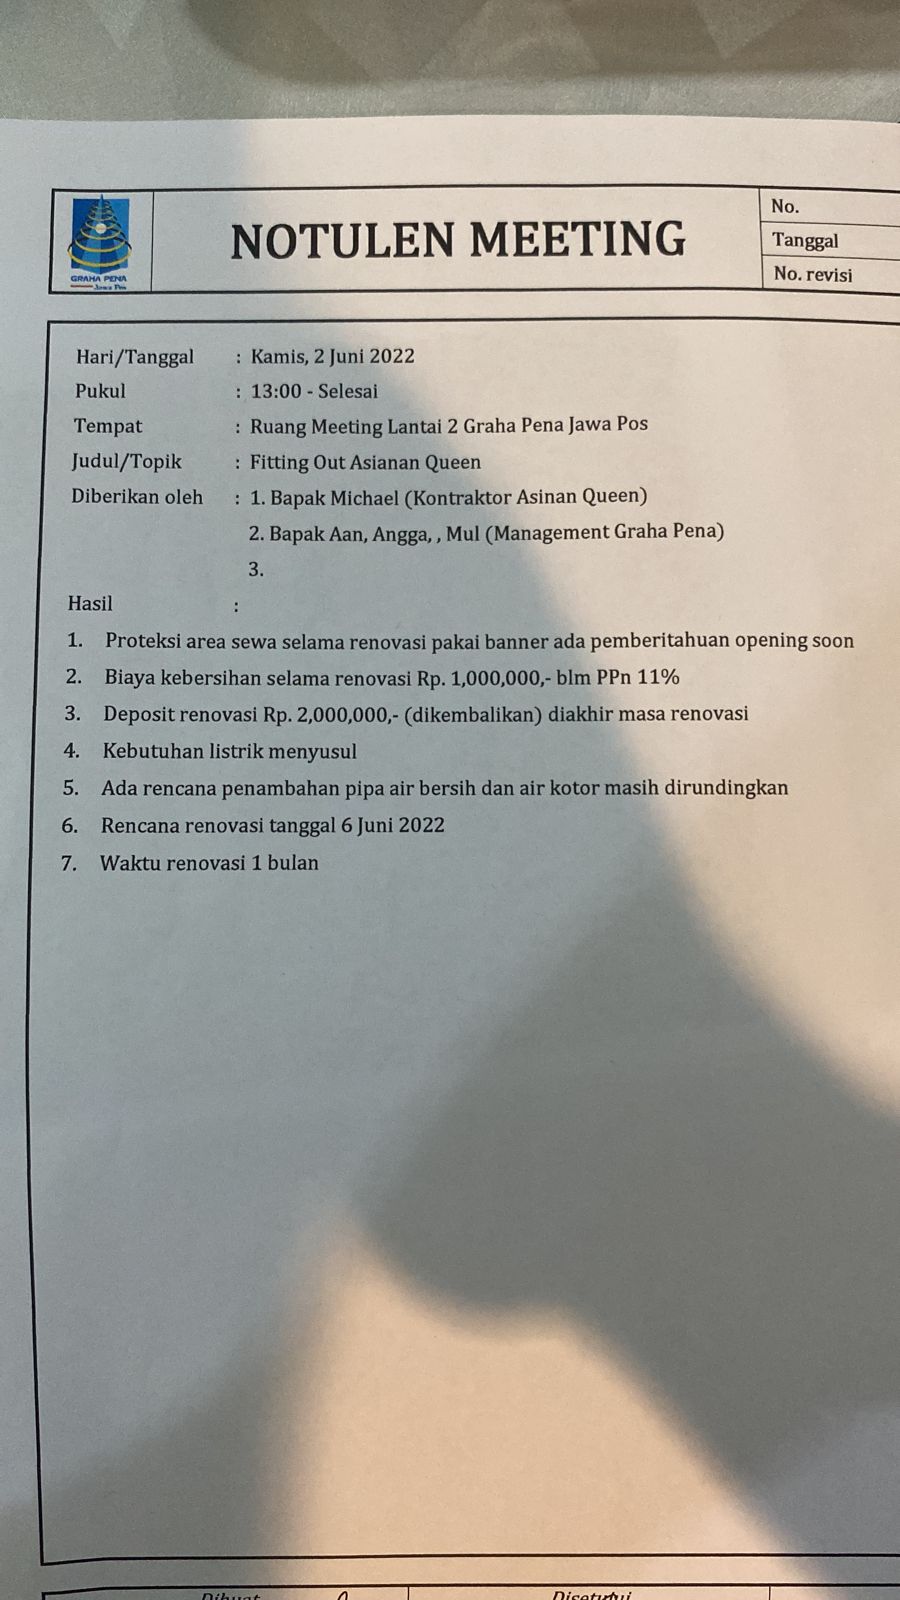 GRAHA PENA
Jawa Pos
NOTULEN MEETING
No.
Tanggal
No. revisi
Hari/Tanggal : Kamis, 2 Juni 2022
Pukul : 13:00 - Selesai
Tempat : Ruang Meeting Lantai 2 Graha Pena Jawa Pos
Judul/Topik : Fitting Out Asianan Queen
Diberikan oleh : 1. Bapak Michael (Kontraktor Asinan Queen)
2. Bapak Aan, Angga, , Mul (Management Graha Pena)
3.
Hasil :
1. Proteksi area sewa selama renovasi pakai banner ada pemberitahuan opening soon
2. Biaya kebersihan selama renovasi Rp. 1,000,000,- blm PPn 11%
3. Deposit renovasi Rp. 2,000,000,- (dikembalikan) diakhir masa renovasi
4. Kebutuhan listrik menyusul
5. Ada rencana penambahan pipa air bersih dan air kotor masih dirundingkan
6. Rencana renovasi tanggal 6 Juni 2022
7. Waktu renovasi 1 bulan
Dibuat Disetujui